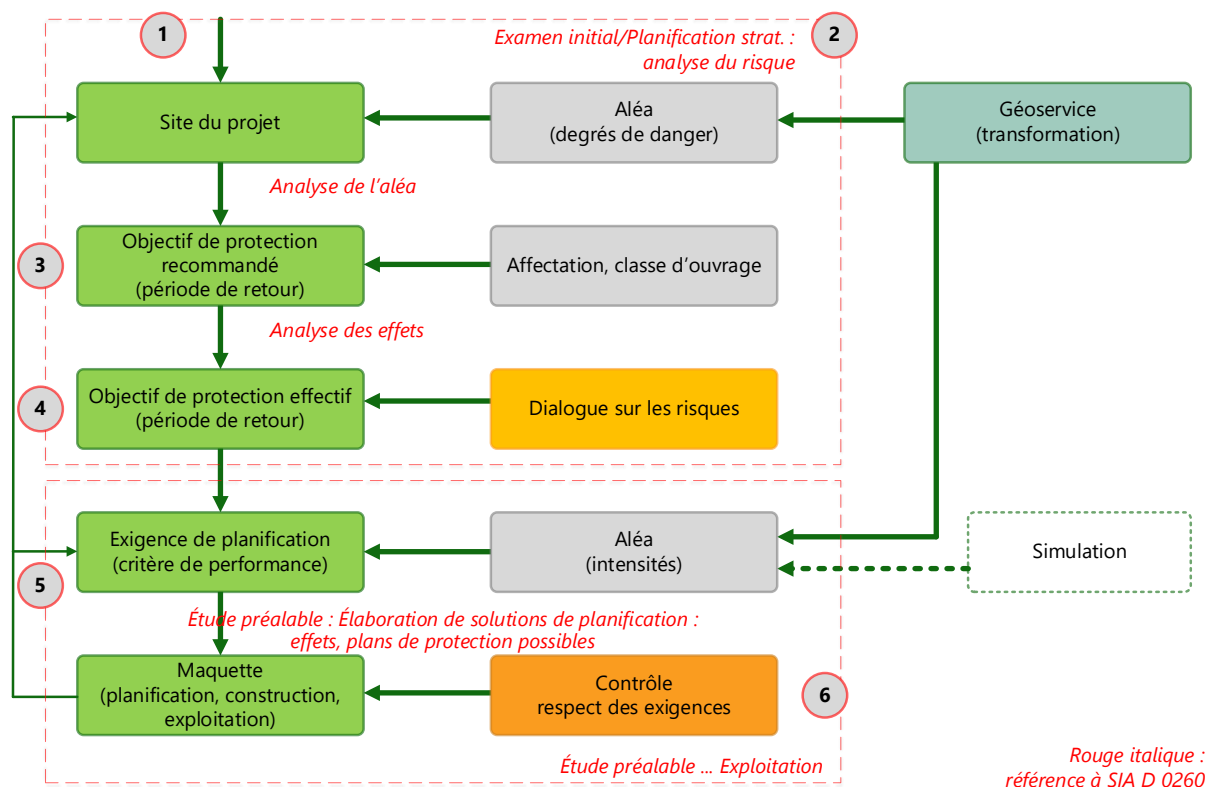 1
2
Examen initial/Planification strat. :
analyse du risque
Site du projet
Aléa
(degrés de danger)
Géoservice
(transformation)
Analyse de l'aléa
3
Objectif de protection
recommandé
(période de retour)
Affectation, classe d'ouvrage
Analyse des effets
4
Objectif de protection effectif
(période de retour)
Dialogue sur les risques
Exigence de planification
(critère de performance)
Aléa
(intensités)
Simulation
5
Étude préalable : Élaboration de solutions de planification :
effets, plans de protection possibles
Maquette
(planification, construction,
exploitation)
Contrôle
respect des exigences
6
Étude préalable ... Exploitation
Rouge italique :
référence à SIA D 0260